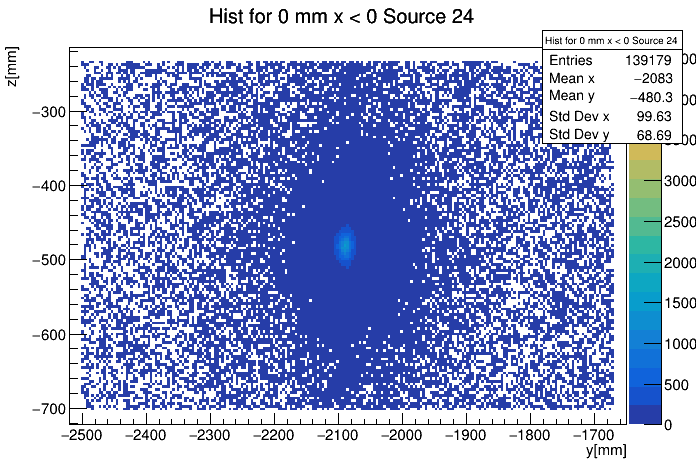 Hist for 0 mm x < 0 Source 24
Hist for 0 mm x < 0 Source 24
Entries 139179
Mean x −2083
Mean y −480.3
Std Dev x 99.63
Std Dev y 68.69
z[mm]
−300
−400
−500
−600
−700
3000
2500
2000
1500
1000
500
0
−2500 −2400 −2300 −2200 −2100 −2000 −1900 −1800 −1700
y[mm]